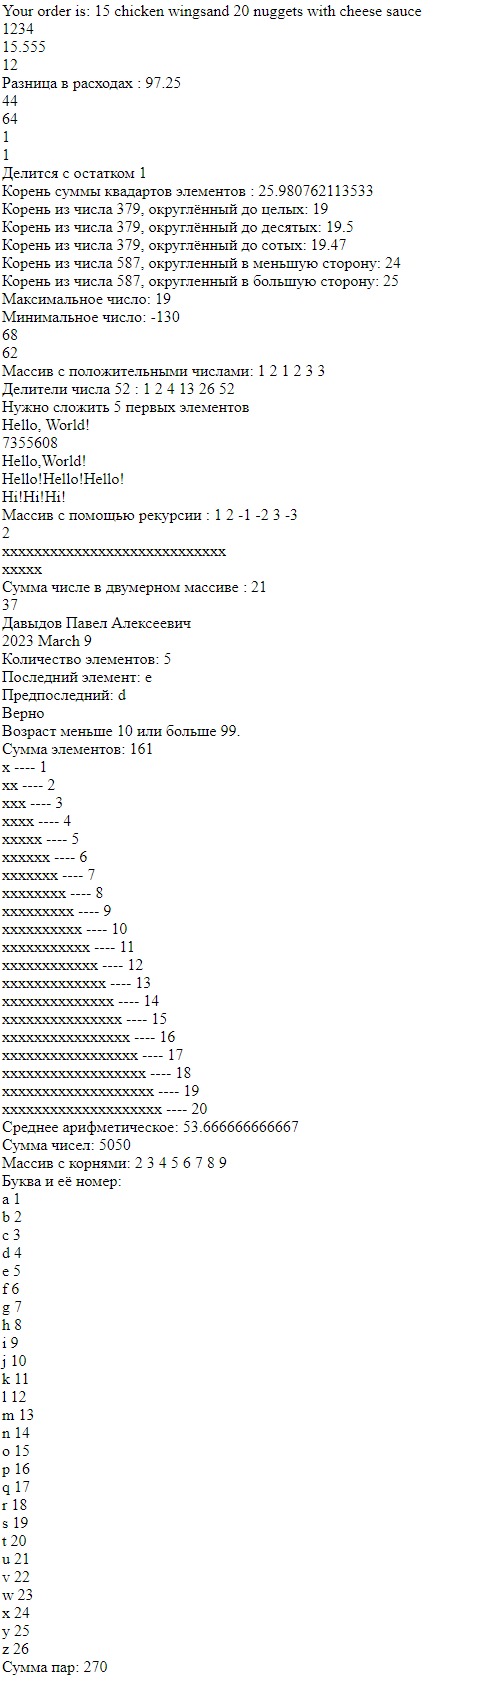 Your order is: 15 chicken wingsand 20 nuggets with cheese sauce
1234
15.555
12
Разница в расходах : 97.25
44
64
1
1
Делится с остатком 1
Корень суммы квадартов элементов : 25.980762113533
Корень из числа 379, округлённый до целых: 19
Корень из числа 379, округлённый до десятых: 19.5
Корень из числа 379, округлённый до сотых: 19.47
Корень из числа 587, округленный в меньшую сторону: 24
Корень из числа 587, округленный в большую сторону: 25
Максимальное число: 19
Минимальное число: -130
68
62
Массив с положительными числами: 1 2 1 2 3 3
Делители числа 52 : 1 2 4 13 26 52
Нужно сложить 5 первых элементов
Hello, World!
7355608
Hello,World!
Hello!Hello!Hello!
Hi!Hi!Hi!
Массив с помощью рекурсии : 1 2 -1 -2 3 -3
2
xxxxxxxxxxxxxxxxxxxxxxxxxxxx
xxxxx
Сумма числе в двумерном массиве : 21
37
Давыдов Павел Алексеевич
2023 March 9
Количество элементов: 5
Последний элемент: e
Предпоследний: d
Верно
Возраст меньше 10 или больше 99.
Сумма элементов: 161
x ---- 1
xx ---- 2
xxx ---- 3
xxxx ---- 4
xxxxx ---- 5
xxxxxx ---- 6
xxxxxxx ---- 7
xxxxxxxx ---- 8
xxxxxxxxx ---- 9
xxxxxxxxxx ---- 10
xxxxxxxxxxx ---- 11
xxxxxxxxxxxx ---- 12
xxxxxxxxxxxxx ---- 13
xxxxxxxxxxxxxx ---- 14
xxxxxxxxxxxxxxx ---- 15
xxxxxxxxxxxxxxxx ---- 16
xxxxxxxxxxxxxxxxx ---- 17
xxxxxxxxxxxxxxxxxx ---- 18
xxxxxxxxxxxxxxxxxxx ---- 19
xxxxxxxxxxxxxxxxxxxx ---- 20
Среднее арифметическое: 53.666666666667
Сумма чисел: 5050
Массив с корнями: 2 3 4 5 6 7 8 9
Буква и её номер:
a 1
b 2
c 3
d 4
e 5
f 6
g 7
h 8
i 9
j 10
k 11
l 12
m 13
n 14
o 15
p 16
q 17
r 18
s 19
t 20
u 21
v 22
w 23
x 24
y 25
z 26
Сумма пар: 270